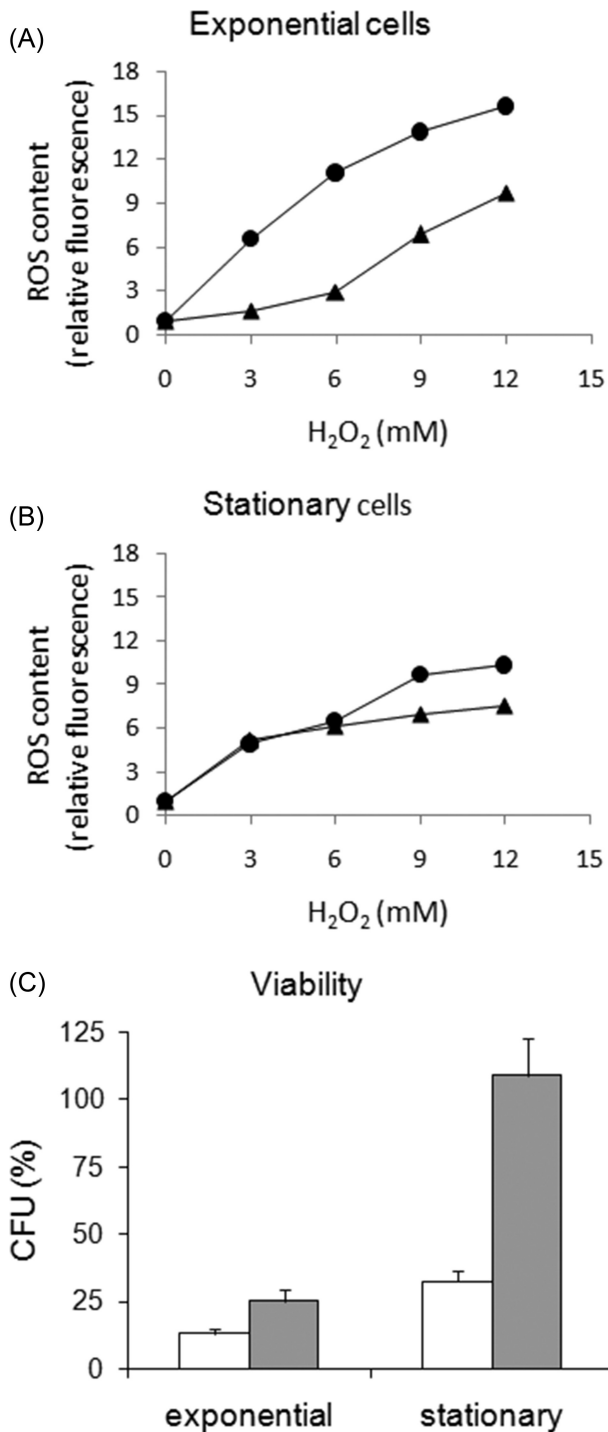 (A)
Exponential cells
ROS content
(relative fluorescence)
18
15
12
9
6
3
0
0 3 6 9 12 15
H₂O₂ (mM)
(B)
Stationary cells
ROS content
(relative fluorescence)
18
15
12
9
6
3
0
0 3 6 9 12 15
H₂O₂ (mM)
(C)
Viability
CFU (%)
125
100
75
50
25
0
exponential stationary